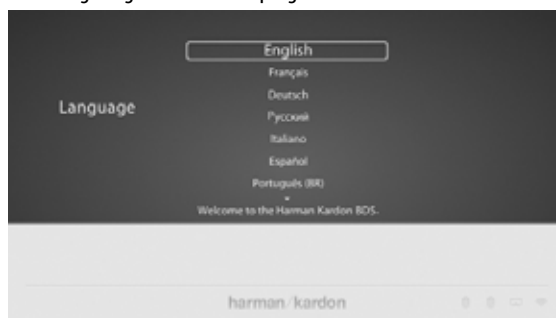 English
Français
Deutsch
Language
Русский
Italiano
Español
Português (BR)
Welcome to the Harman Kardon BDS.
harman/kardon